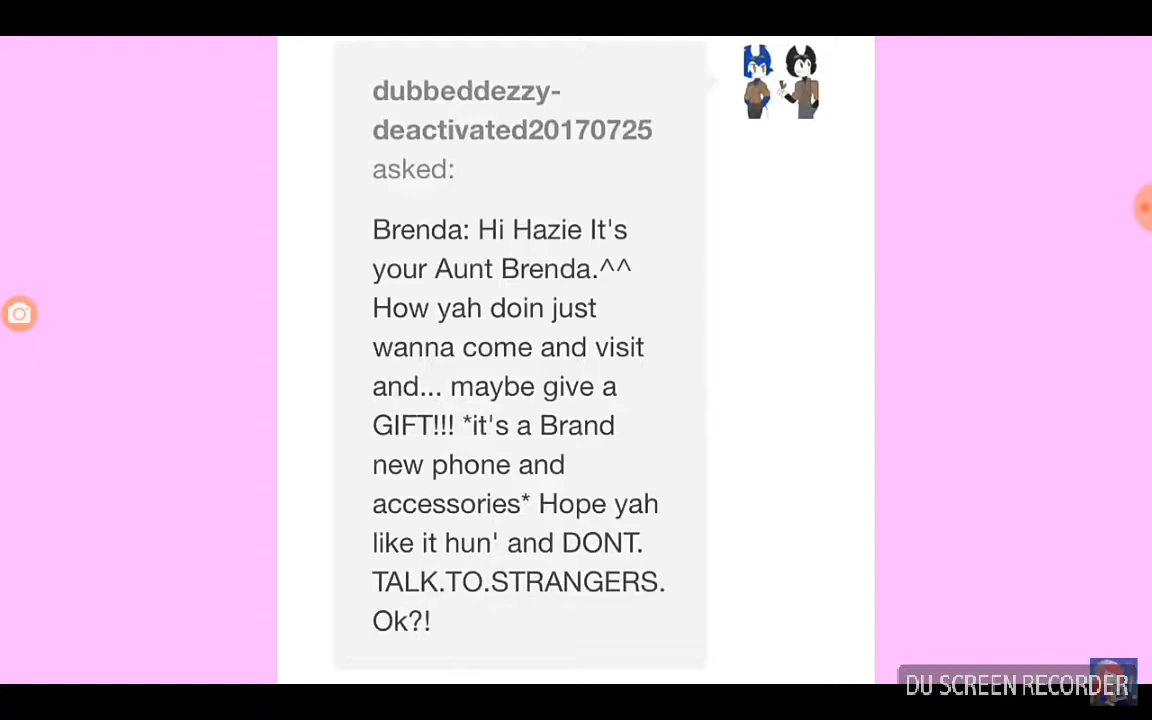 dubbeddezzy-
deactivated20170725
asked:
Brenda: Hi Hazie It's
your Aunt Brenda.^^
How yah doin just
wanna come and visit
and... maybe give a
GIFT!!! *it's a Brand
new phone and
accessories* Hope yah
like it hun' and DONT.
TALK.TO.STRANGERS.
Ok?!
DU SCREEN RECORDER